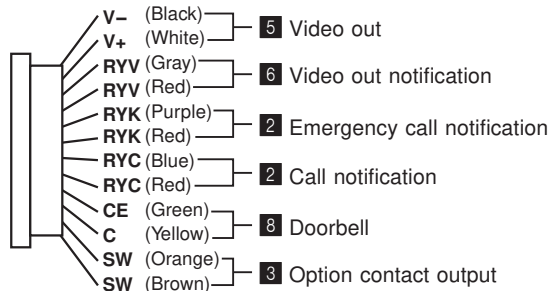 V− (Black)
V+ (White)
5 Video out
RYV (Gray)
RYV (Red)
6 Video out notification
RYK (Purple)
RYK (Red)
2 Emergency call notification
RYC (Blue)
RYC (Red)
2 Call notification
CE (Green)
C (Yellow)
8 Doorbell
SW (Orange)
SW (Brown)
3 Option contact output